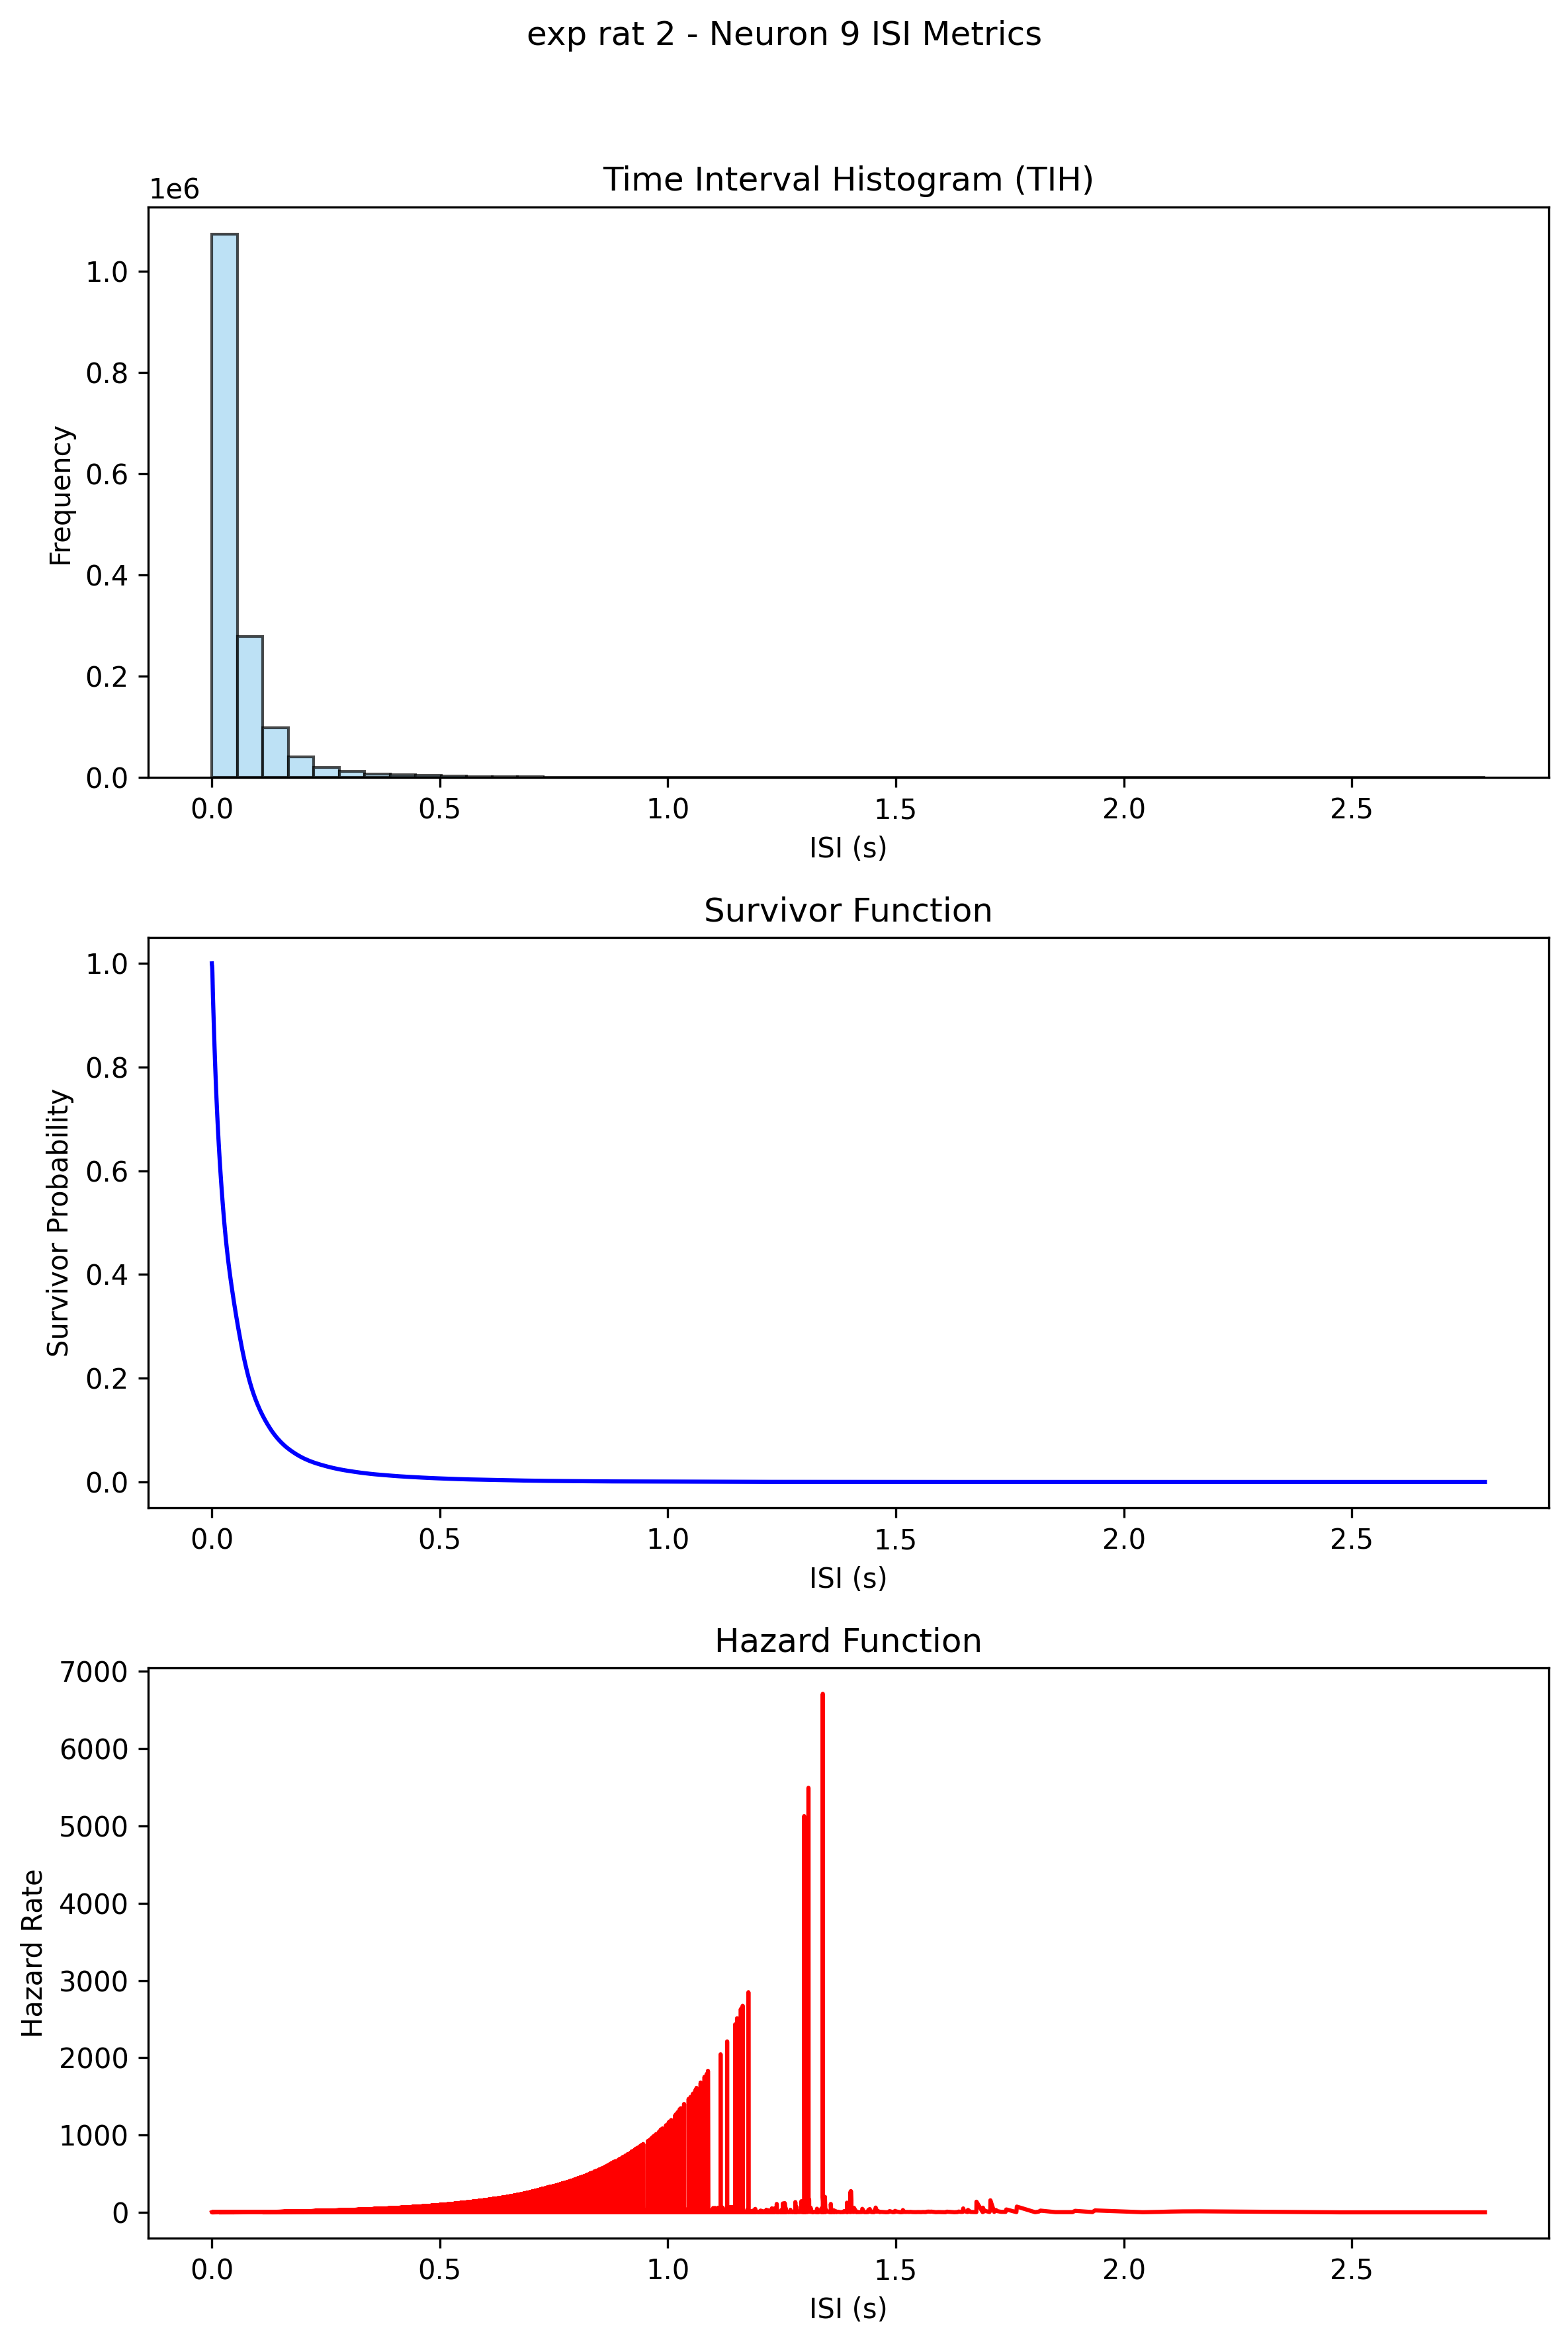 exp rat 2 - Neuron 9 ISI Metrics
Time Interval Histogram (TIH)
1e6
1.0
0.8
0.6
0.4
0.2
0.0
Frequency
0.0 0.5 1.0 1.5 2.0 2.5
ISI (s)
Survivor Function
1.0
0.8
0.6
0.4
0.2
0.0
Survivor Probability
0.0 0.5 1.0 1.5 2.0 2.5
ISI (s)
Hazard Function
7000
6000
5000
4000
3000
2000
1000
0
Hazard Rate
0.0 0.5 1.0 1.5 2.0 2.5
ISI (s)